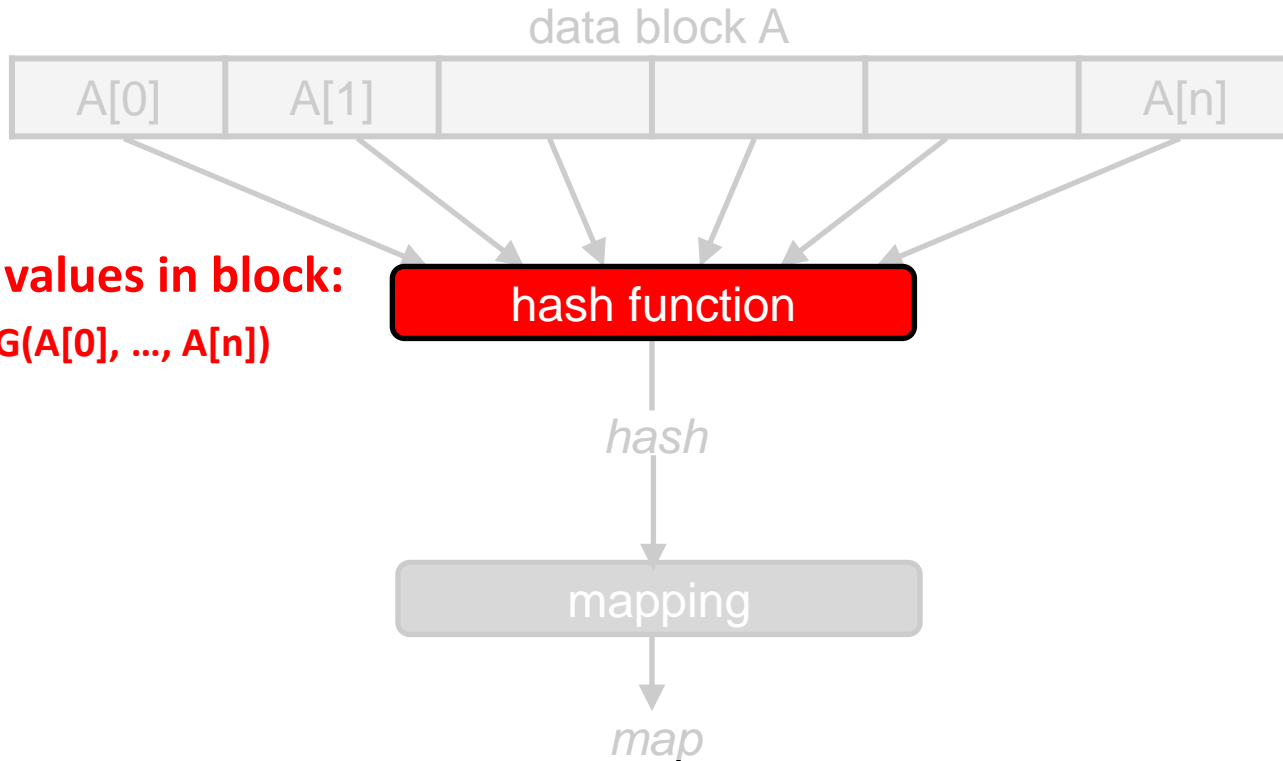 data block A
A[0] A[1] A[n]
values in block:
hash function
G(A[0], …, A[n])
hash
mapping
map